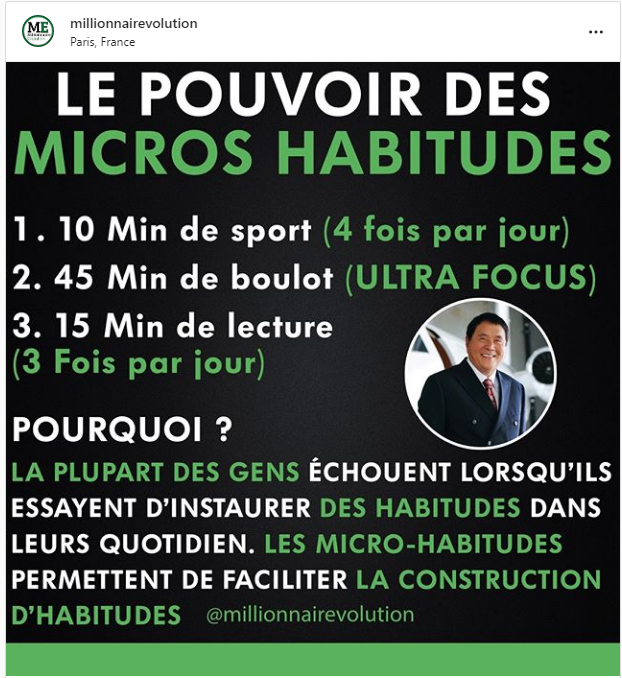 ME
millionnairevolution
Paris, France
LE POUVOIR DES
MICROS HABITUDES
1. 10 Min de sport (4 fois par jour)
2. 45 Min de boulot (ULTRA FOCUS)
3. 15 Min de lecture
(3 Fois par jour)
POURQUOI ?
LA PLUPART DES GENS ÉCHOUENT LORSQU'ILS
ESSAYENT D'INSTAURER DES HABITUDES DANS
LEURS QUOTIDIEN. LES MICRO-HABITUDES
PERMETTENT DE FACILITER LA CONSTRUCTION
D'HABITUDES @millionnairevolution